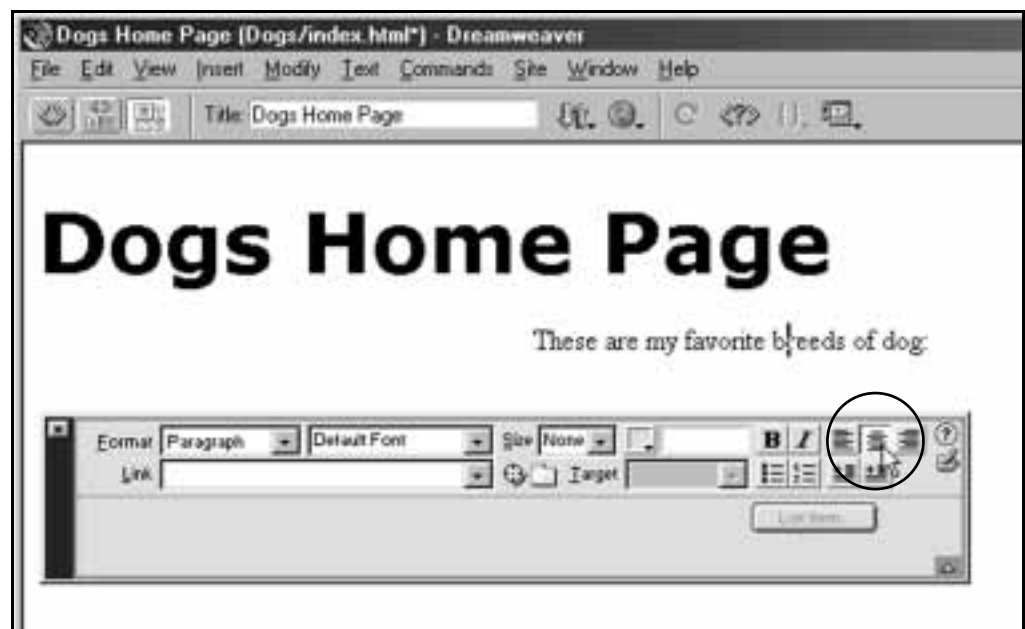 Dogs Home Page (Dogs/index.html*) - Dreamweaver
File Edit View Insert Modify Text Commands Site Window Help
Title: Dogs Home Page
Dogs Home Page
These are my favorite breeds of dog:
Format Paragraph Default Font Size None B I
Link Target
List Item...